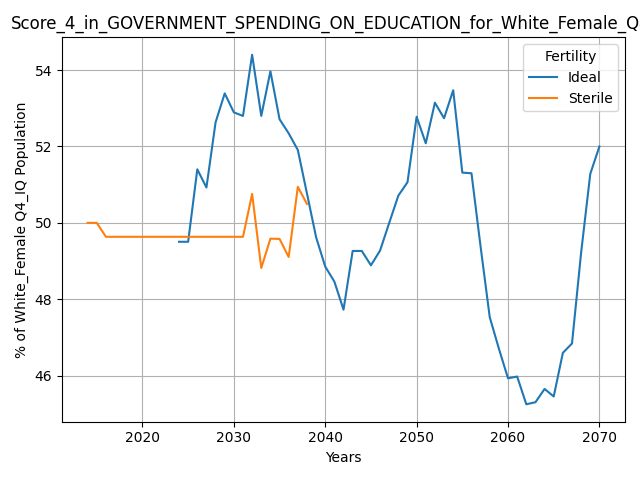 Score_4_in_GOVERNMENT_SPENDING_ON_EDUCATION_for_White_Female_Q
Fertility
Ideal
Sterile
% of White_Female Q4_IQ Population
54
52
50
48
46
2020 2030 2040 2050 2060 2070
Years